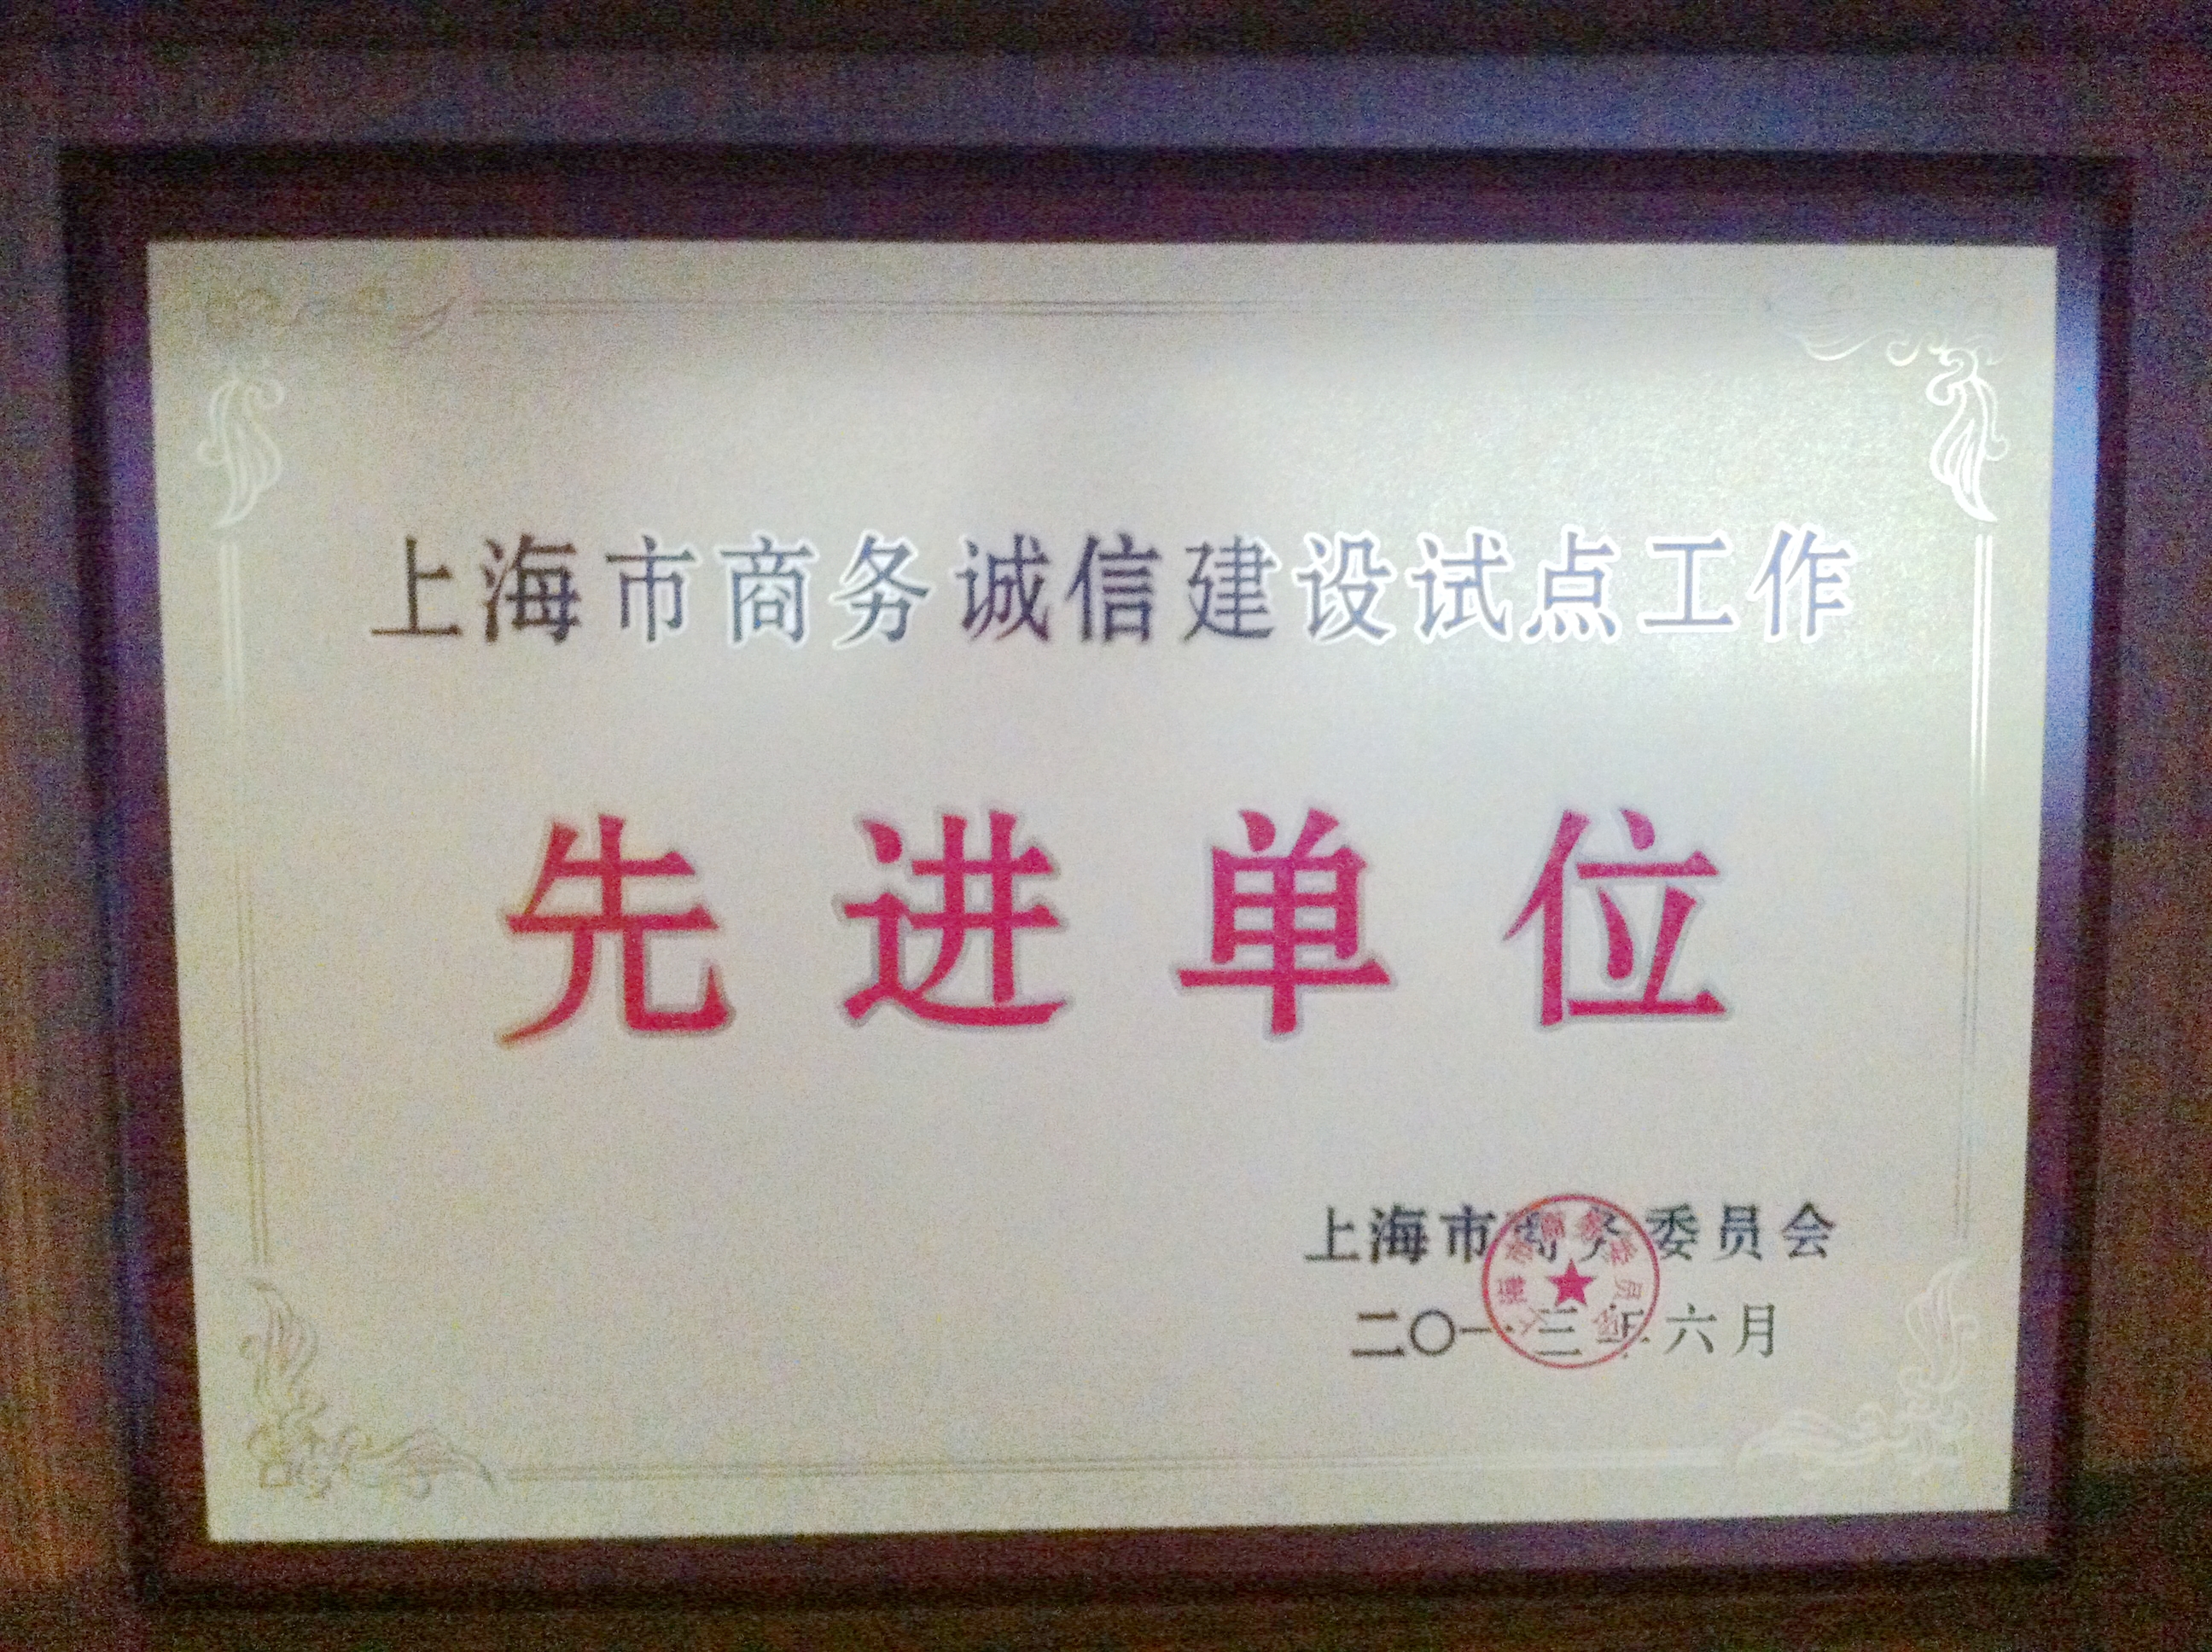 上海市商务诚信建设试点工作
先进单位
上海市商务委员会
二〇一三年六月